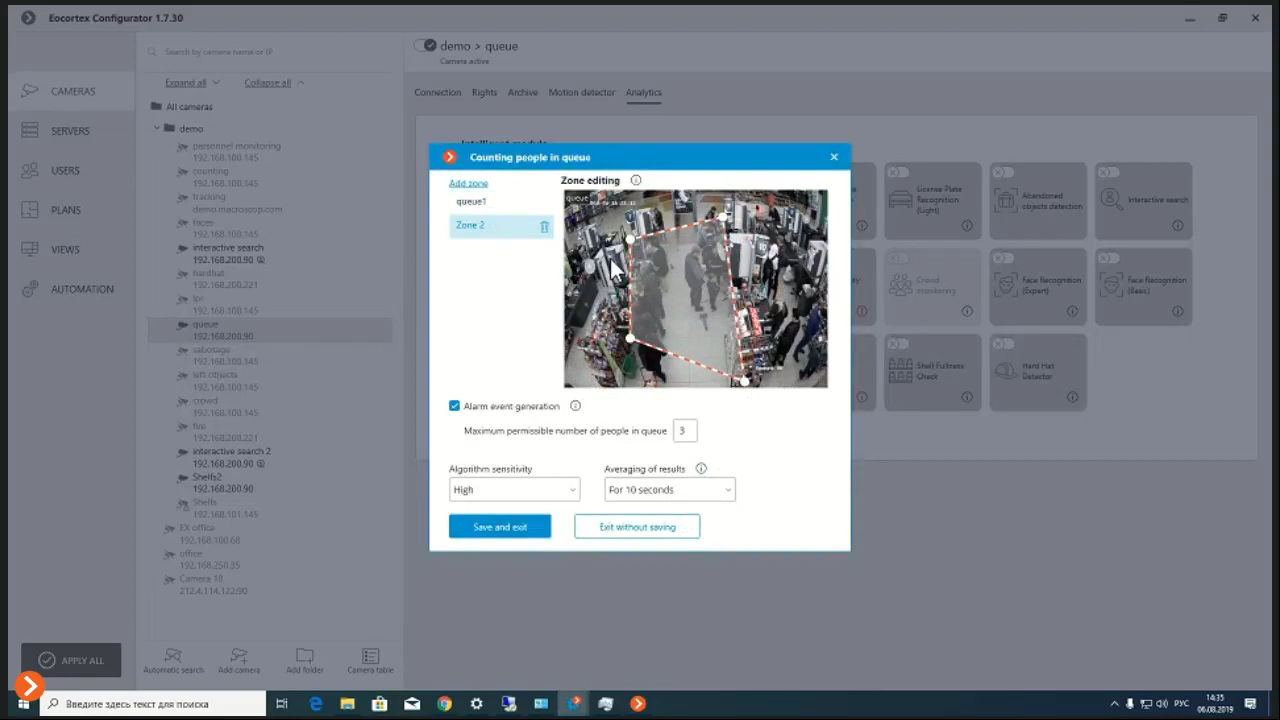 Eocortex Configurator 1.7.30
Search by camera name or IP
Expand all
Collapse all
All cameras
demo
personnel monitoring
192.168.100.145
counting
192.168.100.145
tracking
demo.macroscop.com
faces
192.168.100.145
interactive search
192.168.200.90
hardhat
192.168.200.221
192.168.100.145
queue
192.168.200.90
sabotage
192.168.100.145
left objects
192.168.100.145
crowd
192.168.100.145
fire
192.168.200.221
interactive search 2
192.168.200.90
Shelfs2
192.168.200.90
Shelfs
192.168.101.145
EX office
192.168.100.68
office
192.168.250.35
Camera 18
212.4.114.122:90
CAMERAS
SERVERS
USERS
PLANS
VIEWS
AUTOMATION
APPLY ALL
Automatic search
Add camera
Add folder
Camera table
demo > queue
Camera active
Connection
Rights
Archive
Motion detector
Analytics
Counting people in queue
Add zone
queue1
Zone 2
Zone editing
queue
Alarm event generation
Maximum permissible number of people in queue
3
Algorithm sensitivity
High
Averaging of results
For 10 seconds
Save and exit
Exit without saving
License Plate
Recognition
(Light)
Abandoned
objects detection
Interactive search
Crowd
monitoring
Face Recognition
(Expert)
Face Recognition
(Basic)
Shelf Fullness
Check
Hard Hat
Detector
Введите здесь текст для поиска
РУС
14:35
06.08.2019